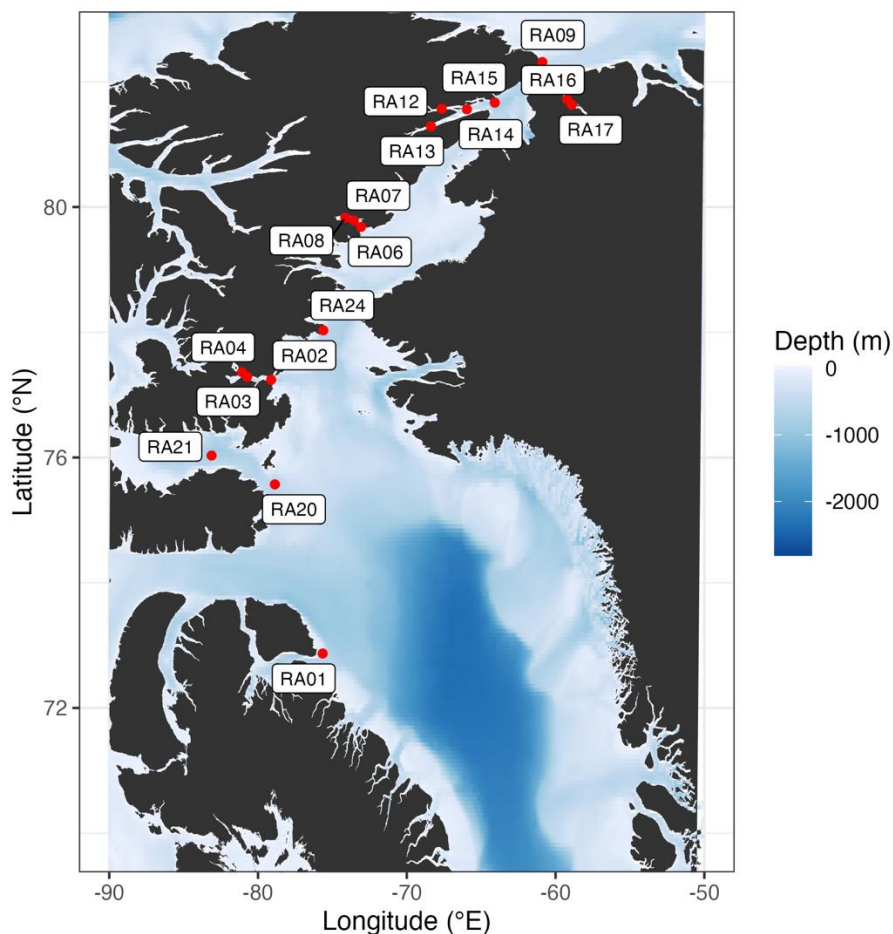 RA09
RA15
RA16
RA12
RA17
RA13
RA14
80
RA07
RA08
RA06
RA24
RA04
RA02
RA03
Depth (m)
0
-1000
-2000
Latitude (°N)
76
RA21
RA20
RA01
72
-90
-80
-70
-60
-50
Longitude (°E)